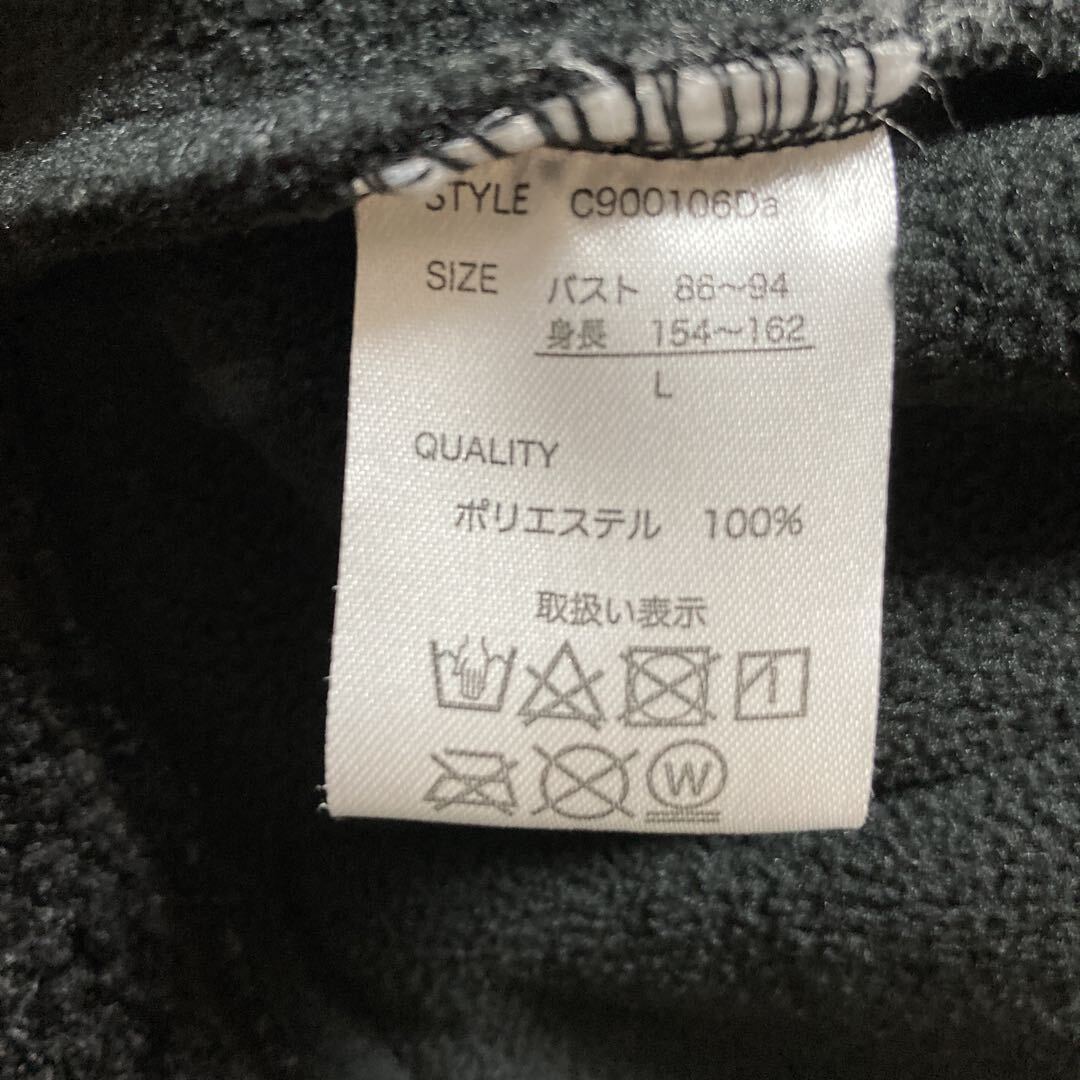 STYLE C900106Da
SIZE バスト 86～94
身長 154～162
L
QUALITY
ポリエステル 100%
取扱い表示
W